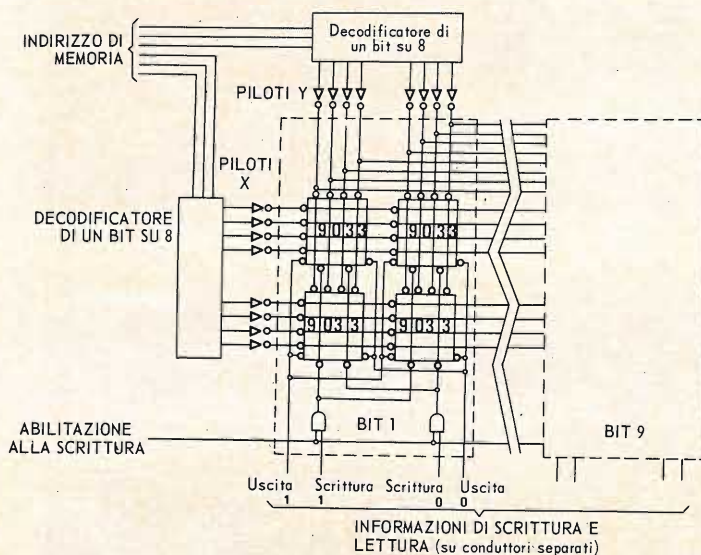 Decodificatore di
un bit su 8
INDIRIZZO DI
MEMORIA
PILOTI Y
PILOTI
X
DECODIFICATORE
DI UN BIT SU 8
9033
9033
9033
9033
ABILITAZIONE
ALLA SCRITTURA
BIT 1
BIT 9
Uscita Scrittura Scrittura Uscita
1 1 0 0
INFORMAZIONI DI SCRITTURA E
LETTURA (su conduttori separati)